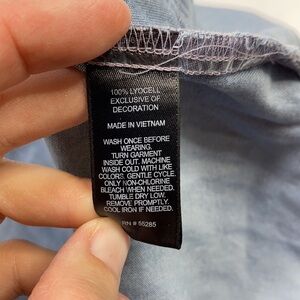 100% LYOCELL
EXCLUSIVE OF
DECORATION
MADE IN VIETNAM
WASH ONCE BEFORE
WEARING.
TURN GARMENT
INSIDE OUT. MACHINE
WASH COLD WITH LIKE
COLORS. GENTLE CYCLE.
ONLY NON-CHLORINE
BLEACH WHEN NEEDED.
TUMBLE DRY LOW.
REMOVE PROMPTLY.
COOL IRON IF NEEDED.
RN # 55285